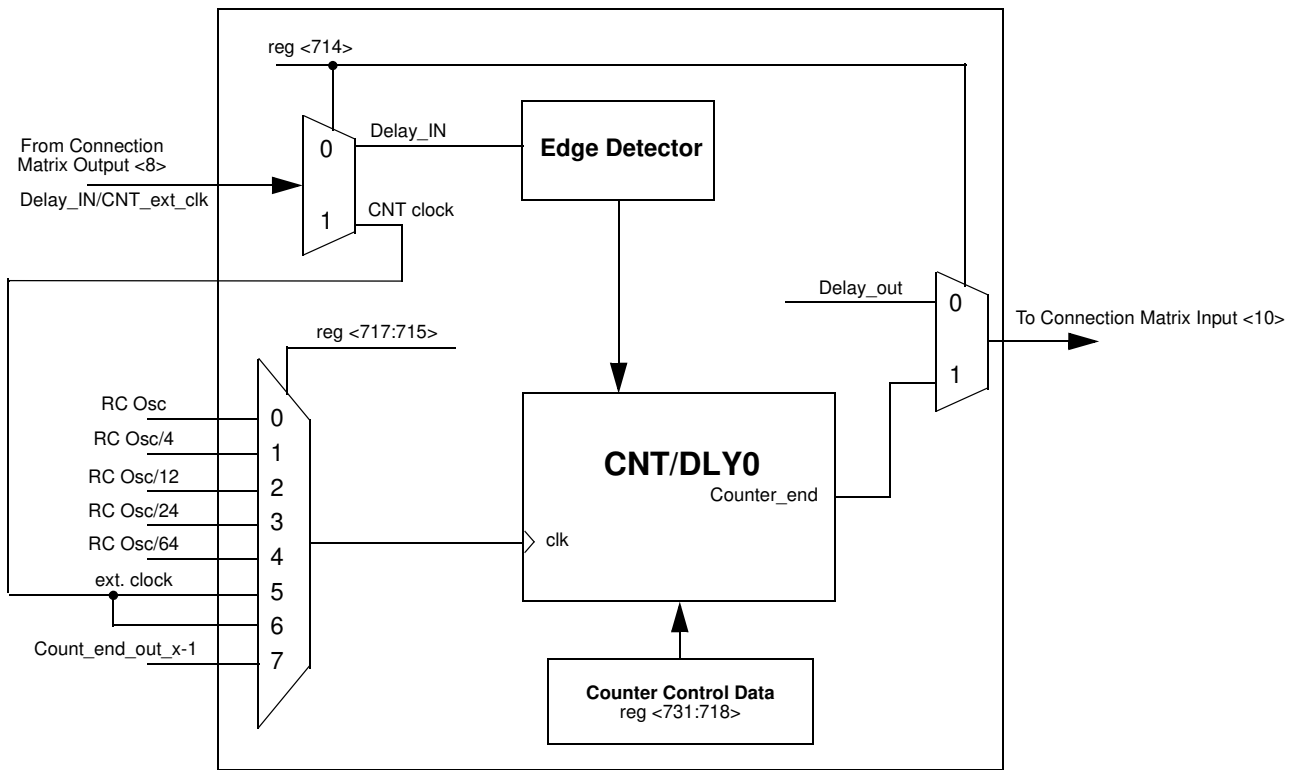 reg <714>
From Connection
Matrix Output <8>
Delay_IN/CNT_ext_clk
0
1
Delay_IN
CNT clock
Edge Detector
Delay_out
0
1
To Connection Matrix Input <10>
reg <717:715>
RC Osc
RC Osc/4
RC Osc/12
RC Osc/24
RC Osc/64
ext. clock
Count_end_out_x-1
0
1
2
3
4
5
6
7
CNT/DLY0
Counter_end
clk
Counter Control Data
reg <731:718>